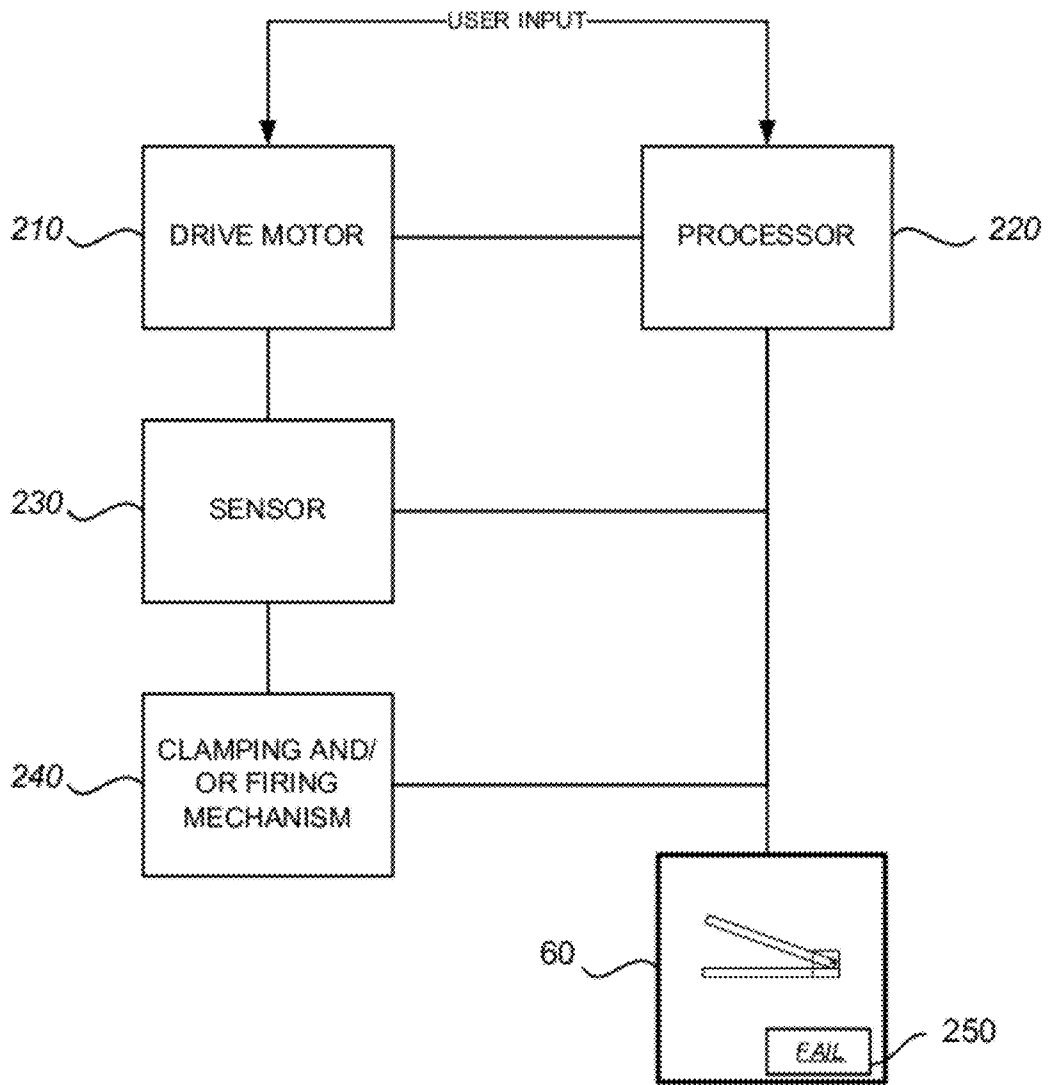 USER INPUT
210
DRIVE MOTOR
PROCESSOR
220
230
SENSOR
240
CLAMPING AND/
OR FIRING
MECHANISM
60
FAIL
250